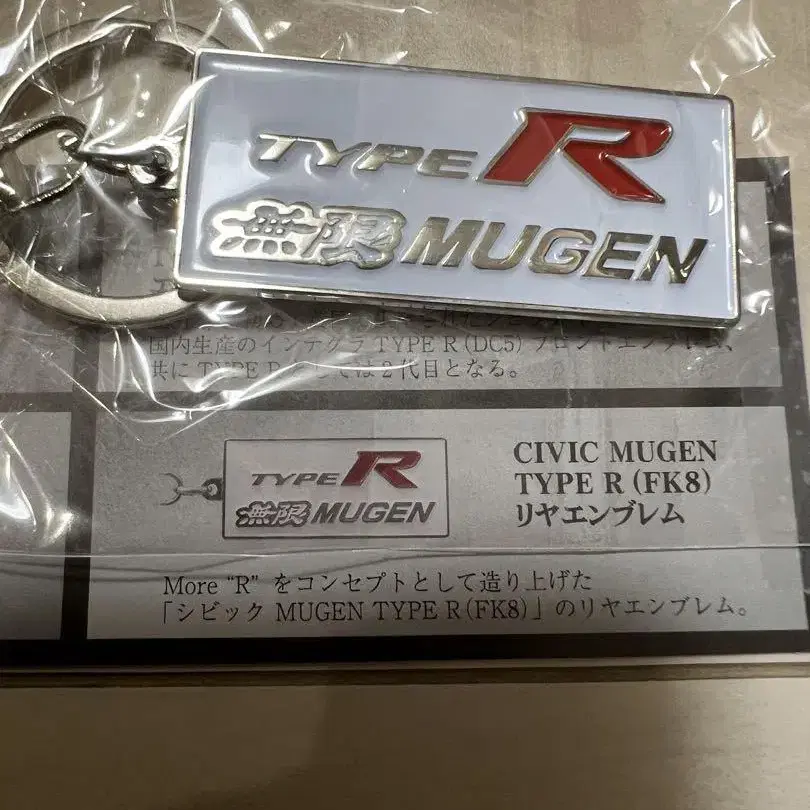 TYPE R
無限 MUGEN
国内生産のインテグラ TYPE R (DC5) フロントエンブレム、
共に TYPE R としては2代目となる。
TYPE R
無限 MUGEN
CIVIC MUGEN
TYPE R (FK8)
リヤエンブレム
More "R" をコンセプトとして造り上げた
「シビック MUGEN TYPE R (FK8)」のリヤエンブレム。